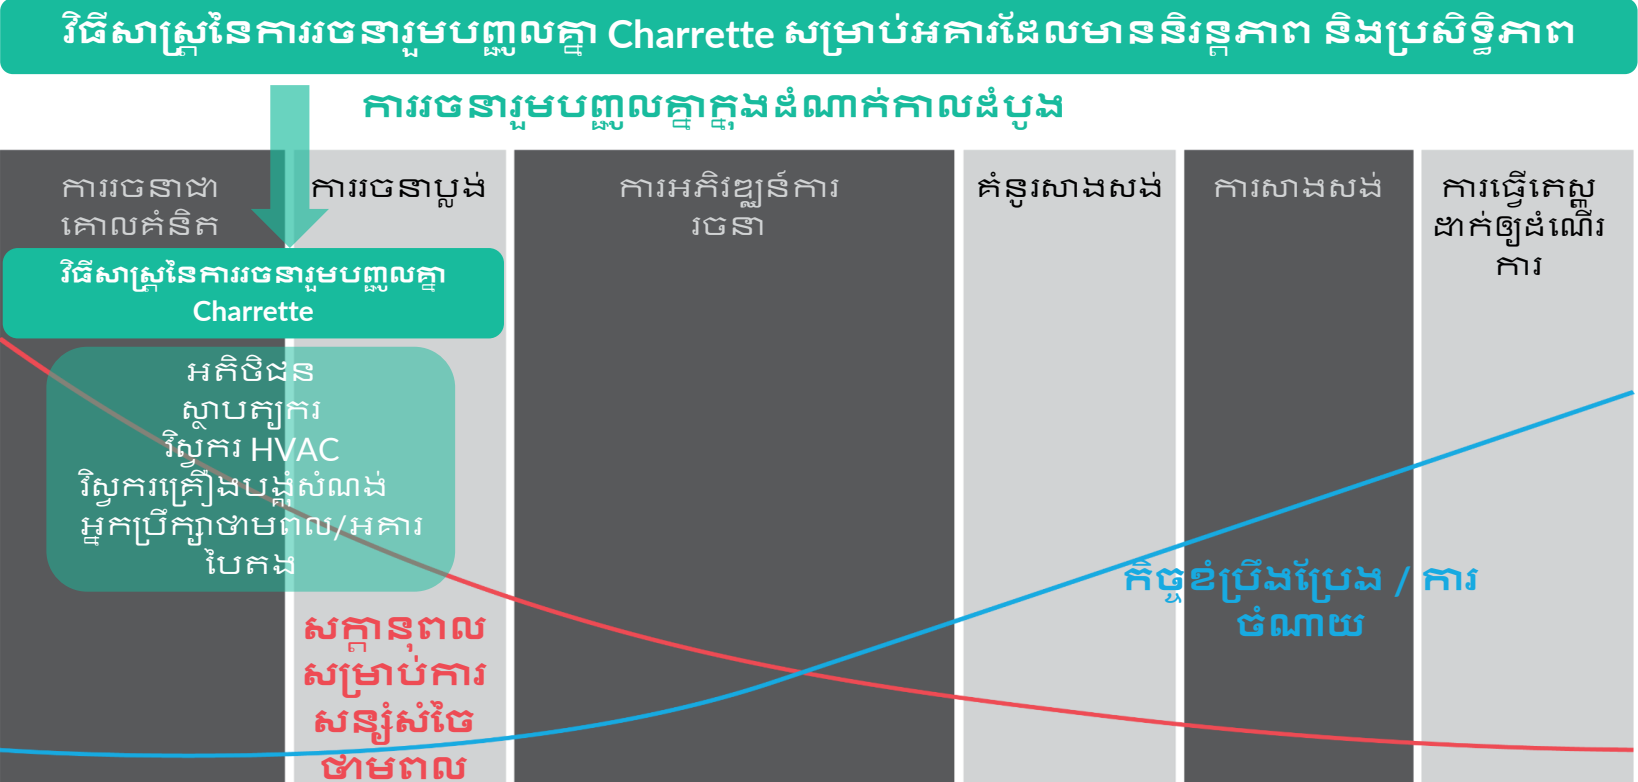 វិធីសាស្ត្រនៃការរចនារួមបញ្ចូលគ្នា Charrette សម្រាប់អគារដែលមាននិរន្តភាព និងប្រសិទ្ធិភាព
ការរចនារួមបញ្ចូលគ្នាក្នុងដំណាក់កាលដំបូង
ការរចនាជា
គោលគំនិត
ការរចនាប្លង់
ការអភិវឌ្ឍន៍ការ
រចនា
គំនូរសាងសង់
ការសាងសង់
ការធ្វើតេស្ត
ដាក់ឲ្យដំណើរ
ការ
វិធីសាស្ត្រនៃការរចនារួមបញ្ចូលគ្នា
Charrette
អតិថិជន
ស្ថាបត្យករ
វិស្វករ HVAC
វិស្វករគ្រឿងបង្គុំសំណង់
អ្នកប្រឹក្សាថាមពល/អគារ
បៃតង
សក្តានុពល
សម្រាប់ការ
សន្សំសំចៃ
ថាមពល
កិច្ចខំប្រឹងប្រែង / ការ
ចំណាយ